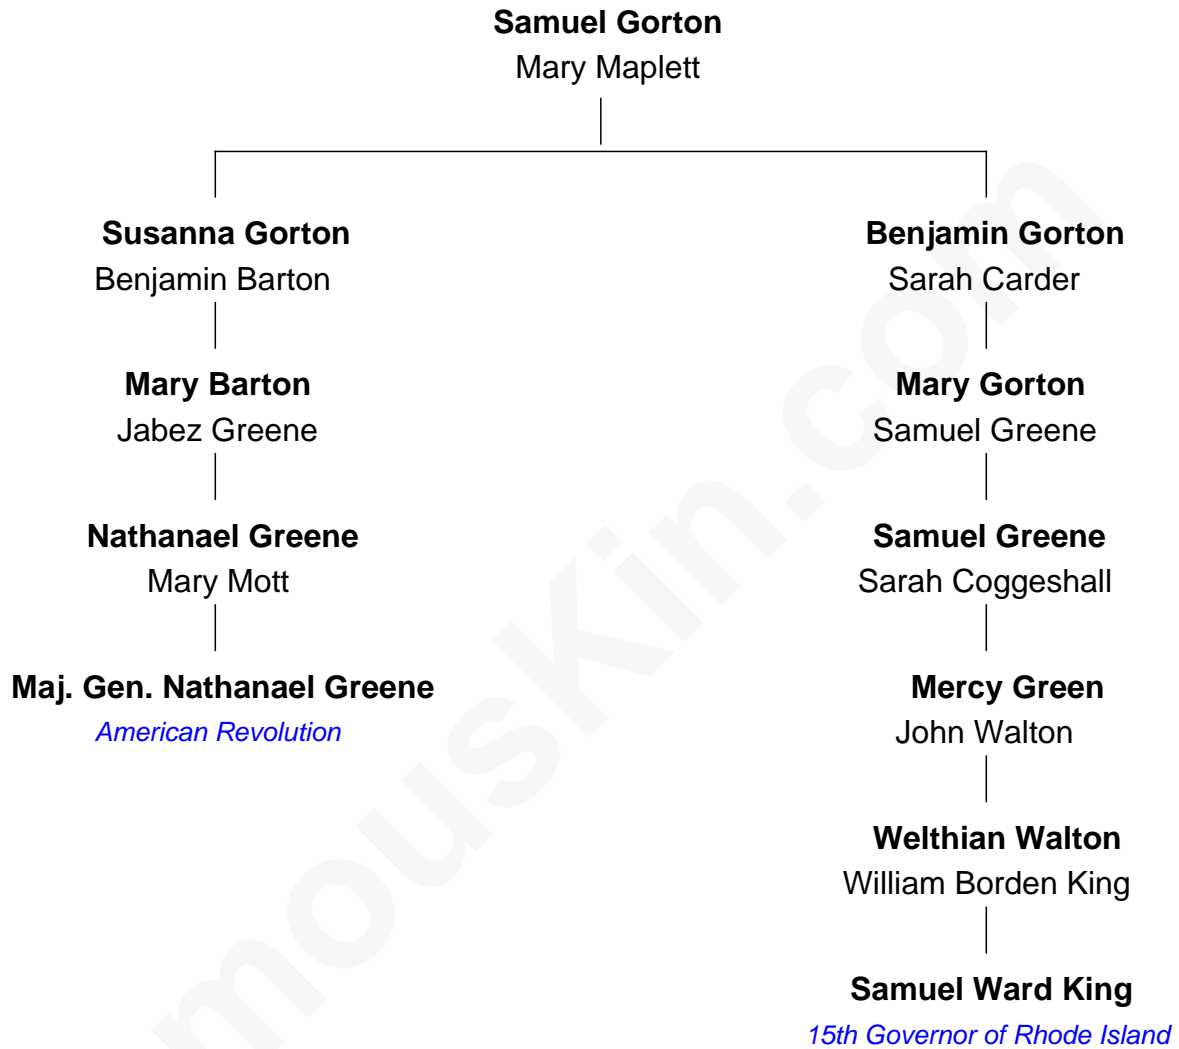 Samuel Gorton
Mary Maplett
Susanna Gorton
Benjamin Barton
Mary Barton
Jabez Greene
Nathanael Greene
Mary Mott
Maj. Gen. Nathanael Greene
American Revolution
Benjamin Gorton
Sarah Carder
Mary Gorton
Samuel Greene
Samuel Greene
Sarah Coggeshall
Mercy Green
John Walton
Welthian Walton
William Borden King
Samuel Ward King
15th Governor of Rhode Island
mousKin.com